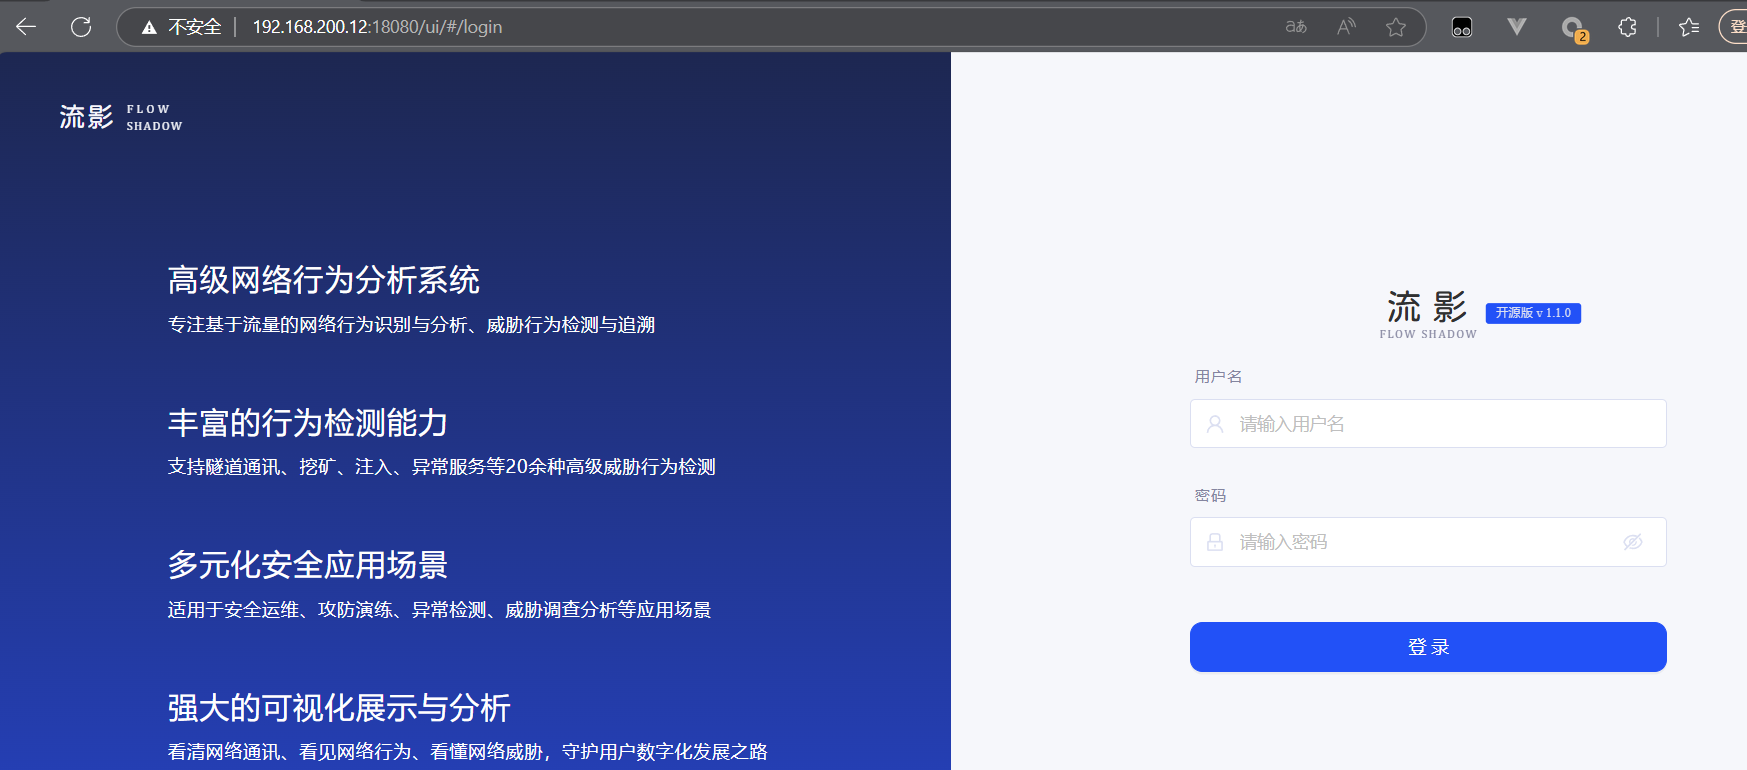 不安全
192.168.200.12:18080/ui/#/login
2
登
流影
FLOW
SHADOW
高级网络行为分析系统
专注基于流量的网络行为识别与分析、威胁行为检测与追溯
丰富的行为检测能力
支持隧道通讯、挖矿、注入、异常服务等20余种高级威胁行为检测
多元化安全应用场景
适用于安全运维、攻防演练、异常检测、威胁调查分析等应用场景
强大的可视化展示与分析
看清网络通讯、看见网络行为、看懂网络威胁，守护用户数字化发展之路
流影
FLOW SHADOW
开源版 v 1.1.0
用户名
请输入用户名
密码
请输入密码
登录